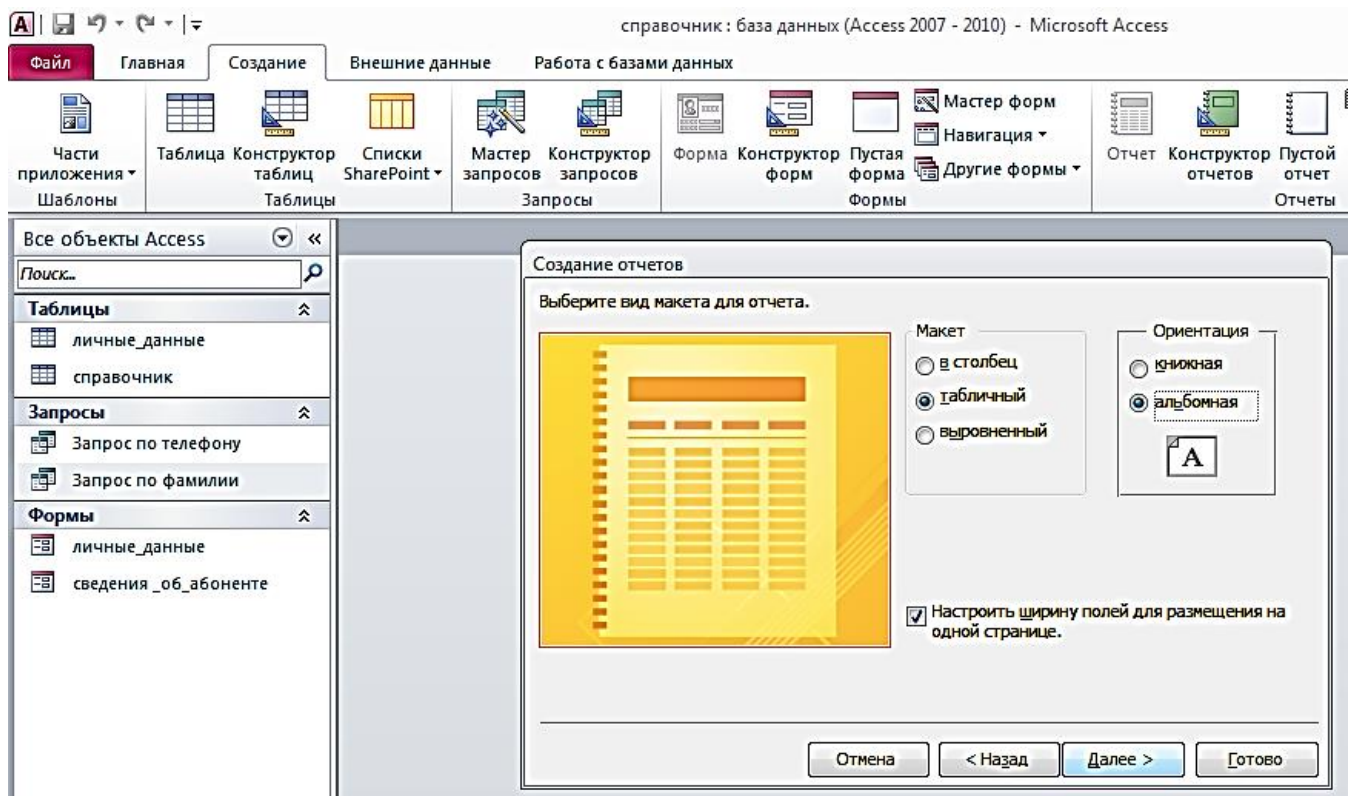 справочник : база данных (Access 2007 - 2010) - Microsoft Access
Файл Главная Создание Внешние данные Работа с базами данных
Части приложения
Таблица
Конструктор таблиц
Списки SharePoint
Мастер запросов
Конструктор запросов
Форма
Конструктор форм
Пустая форма
Мастер форм
Навигация
Другие формы
Отчет
Конструктор отчетов
Пустой отчет
Шаблоны Таблицы Запросы Формы Отчеты
Все объекты Access
Поиск...
Таблицы
личные_данные
справочник
Запросы
Запрос по телефону
Запрос по фамилии
Формы
личные_данные
сведения _об_абоненте
Создание отчетов
Выберите вид макета для отчета.
Макет
в столбец
табличный
выровненный
Ориентация
книжная
альбомная
A
Настроить ширину полей для размещения на
одной странице.
Отмена < Назад Далее > Готово